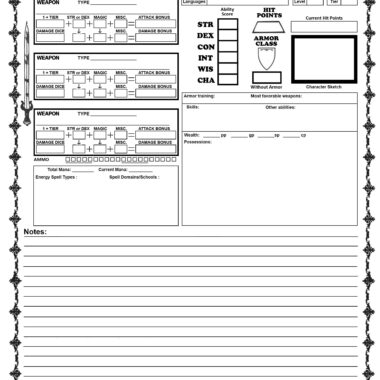 WEAPON TYPE
1 + TIER STR or DEX MAGIC MISC. ATTACK BONUS
+ + + =
DAMAGE DICE DAMAGE BONUS
WEAPON TYPE
1 + TIER STR or DEX MAGIC MISC. ATTACK BONUS
DAMAGE DICE STR or DEX MAGIC MISC. DAMAGE BONUS
WEAPON TYPE
1 + TIER STR or DEX MAGIC MISC. ATTACK BONUS
DAMAGE DICE DAMAGE BONUS
AMMO
Total Mana: Current Mana:
Energy Spell Types : Spell Domains/Schools :
Languages
Level
Tier
Ability Score
STR
DEX
CON
INT
WIS
CHA
HIT POINTS
ARMOR CLASS
Without Armor
Current Hit Points
Character Sketch
Armor training: Most favorable weapons:
Skills: Other abilities:
Wealth: pp gp sp cp
Possessions:
Notes: